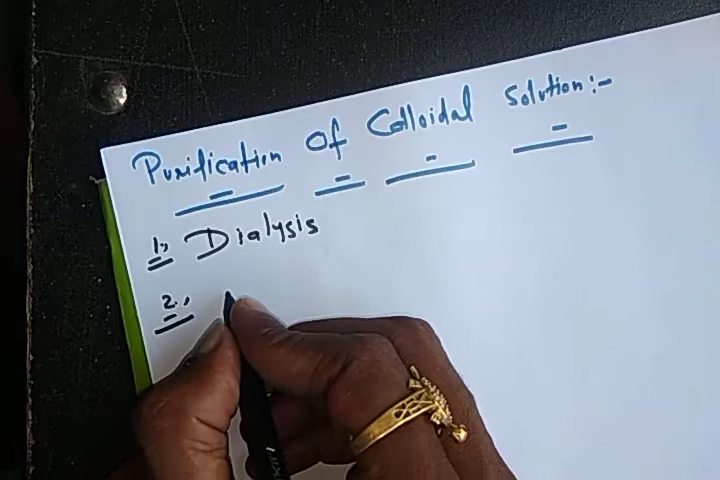 Purification Of Colloidal Solution:-
1, Dialysis
2.,